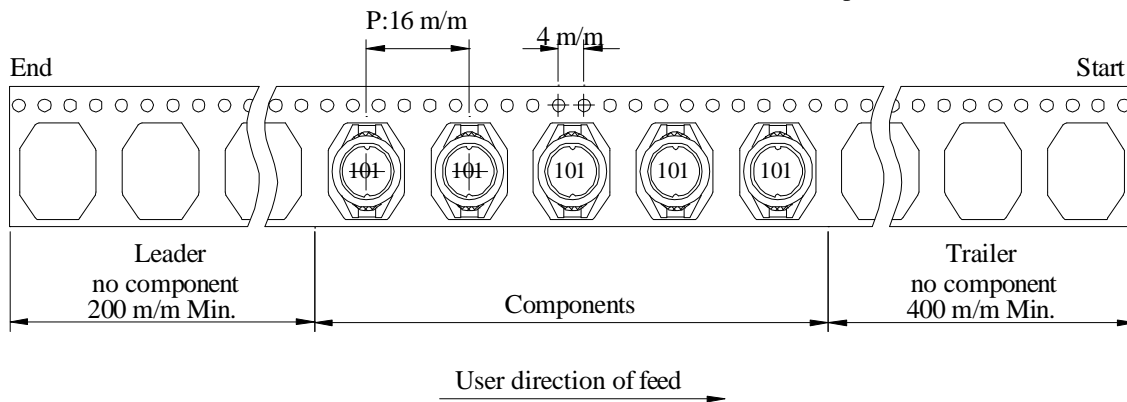 P:16 m/m
4 m/m
End
Start
101 101 101 101 101
Leader
no component
200 m/m Min.
Components
Trailer
no component
400 m/m Min.
User direction of feed